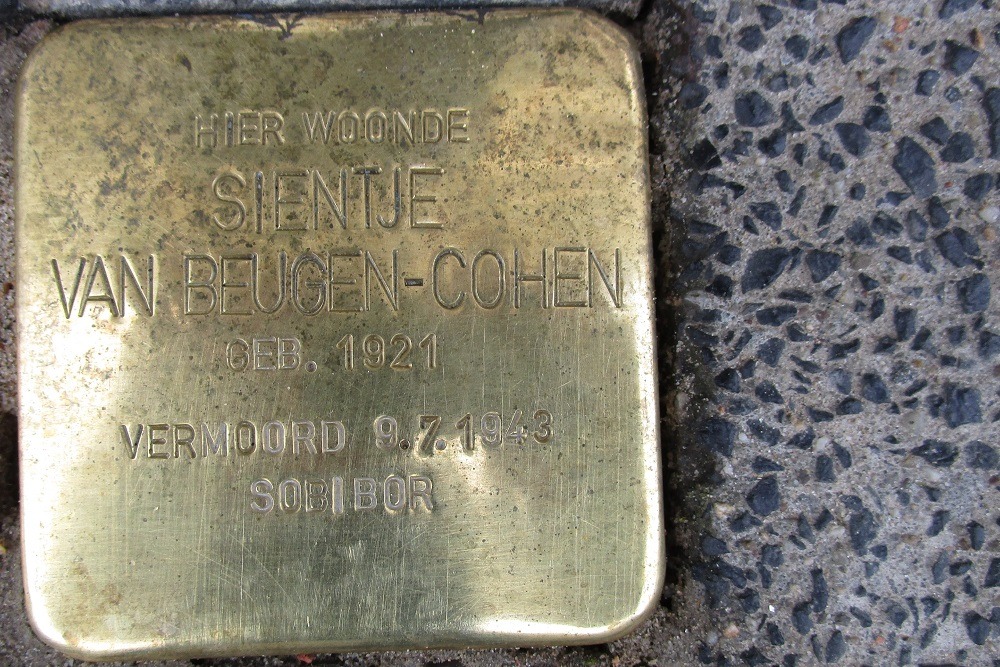 HIER WOONDE
SIENTJE
VAN BEUGEN-COHEN
GEB. 1921
VERMOORD 9.7.1943
SOBIBOR